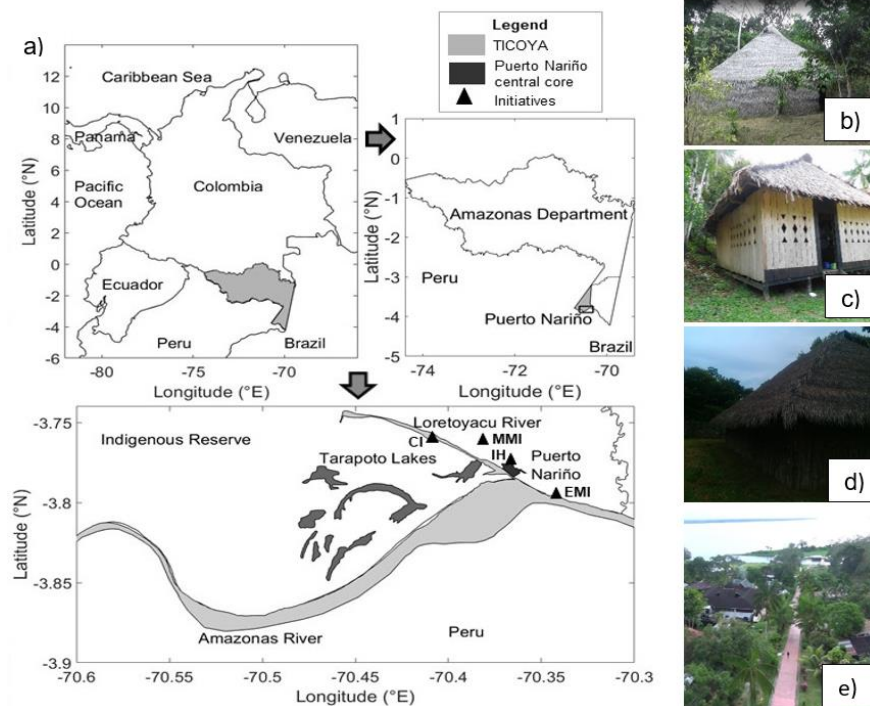 a)
Legend
TICOYA
Puerto Nariño
central core
Initiatives
Latitude (°N)
12
10
8
6
4
2
0
-2
-4
-6
Caribbean Sea
Panama
Venezuela
Pacific
Ocean
Colombia
Ecuador
Peru
Brazil
-80
-75
-70
Longitude (°E)
Latitude (°N)
1
0
-1
-2
-3
-4
-5
Amazonas Department
Peru
Puerto Nariño
Brazil
-74
-72
-70
Longitude (°E)
Latitude (°N)
-3.75
-3.8
-3.85
-3.9
Indigenous Reserve
Loretoyacu River
CI
MMI
IH
Tarapoto Lakes
Puerto
Nariño
EMI
Amazonas River
Peru
-70.6
-70.55
-70.5
-70.45
-70.4
-70.35
-70.3
Longitude (°E)
b)
c)
d)
e)